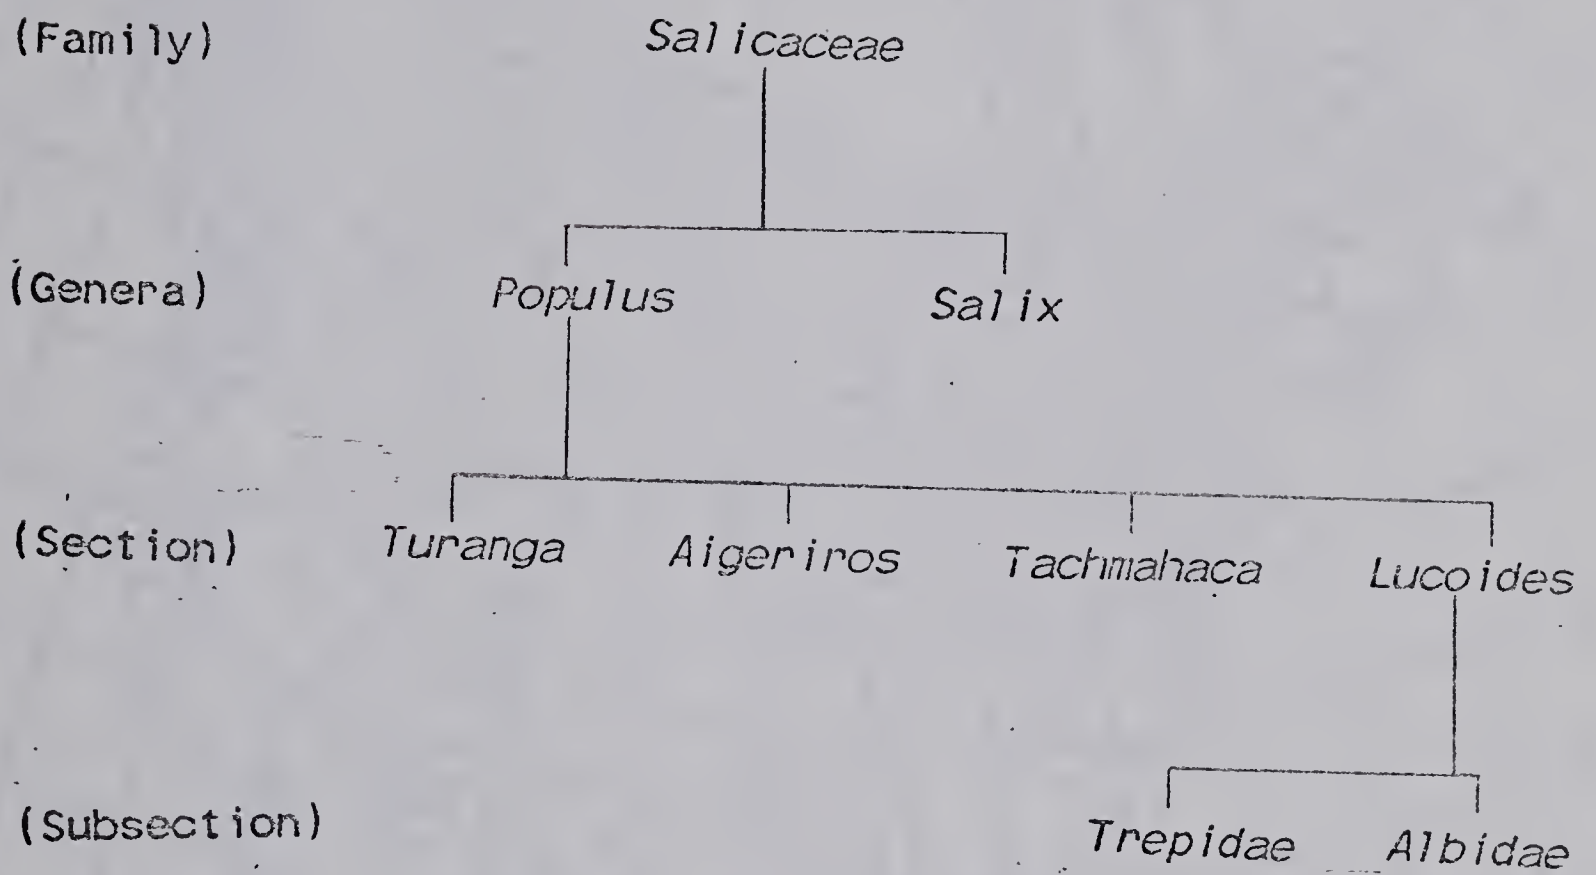 (Family) Salicaceae
(Genera) Populus Salix
(Section) Turanga Aigeriros Tachmahaca Lucoides
(Subsection) Trepidae Albidae